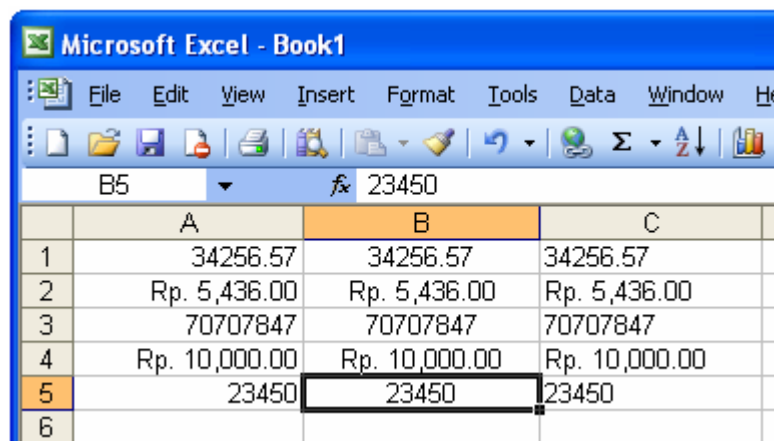 Microsoft Excel - Book1
File Edit View Insert Format Tools Data Window
B5 fx 23450
A B C
1 34256.57 34256.57 34256.57
2 Rp. 5,436.00 Rp. 5,436.00 Rp. 5,436.00
3 70707847 70707847 70707847
4 Rp. 10,000.00 Rp. 10,000.00 Rp. 10,000.00
5 23450 23450 23450
6